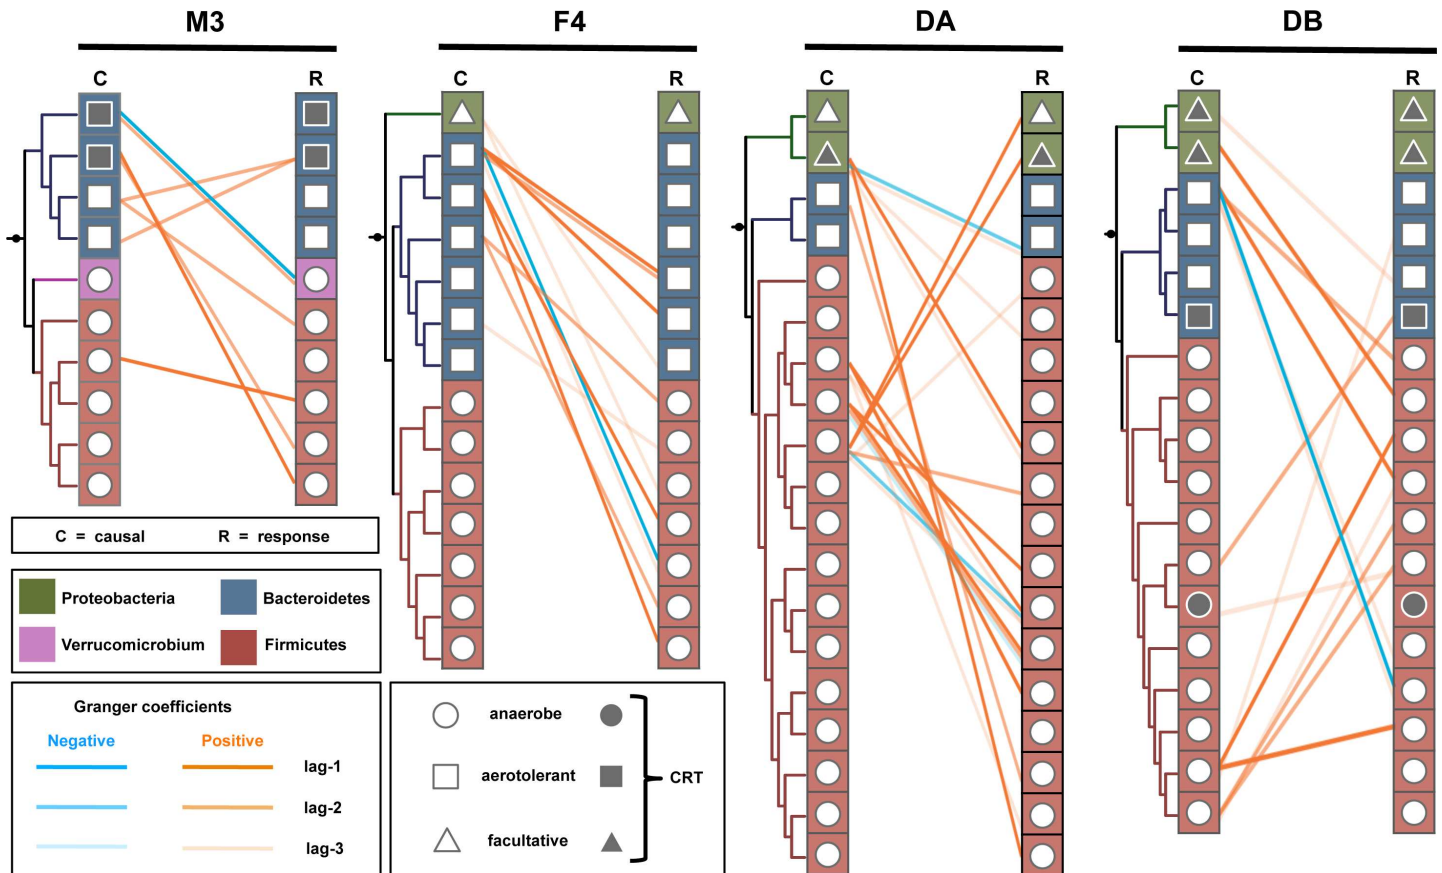 M3 F4 DA DB
C R C R C R C R
C = causal R = response
Proteobacteria Bacteroidetes
Verrucomicrobium Firmicutes
Granger coefficients
Negative Positive
lag-1
lag-2
lag-3
anaerobe
aerotolerant CRT
facultative